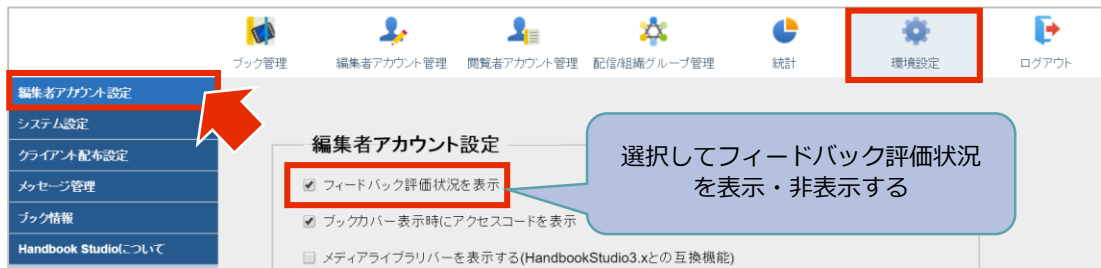 ブック管理
編集者アカウント管理
閲覧者アカウント管理
配信/組織グループ管理
統計
環境設定
ログアウト
編集者アカウント設定
システム設定
クライアント配布設定
メッセージ管理
ブック情報
Handbook Studioについて
編集者アカウント設定
フィードバック評価状況を表示
ブックカバー表示時にアクセスコードを表示
メディアライブラリバーを表示する(HandbookStudio3.xとの互換機能)
選択してフィードバック評価状況
を表示・非表示する